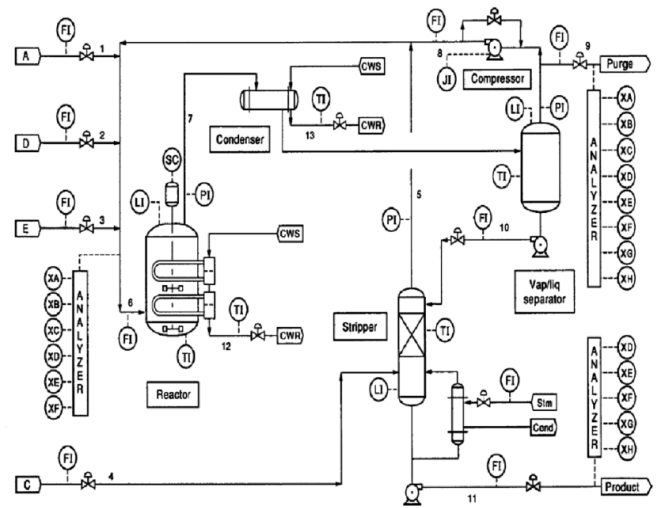 FI
FI
9
FI
1
8
Purge
A
JI
Compressor
CWS
LI
PI
XA
FI
7
TI
XB
2
CWR
D
Condenser
13
XC
SC
TI
XD
ANALYZER
LI
PI
5
XE
FI
FI
10
XF
3
PI
E
CWS
XG
XA
XH
XB
6
TI
Vap/liq
separator
XC
ANALYZER
FI
12
CWR
Stripper
TI
XD
TI
XD
XE
Reactor
LI
FI
XE
XF
Stm
ANALYZER
XF
Cond
XG
FI
XH
C
4
FI
Product
11